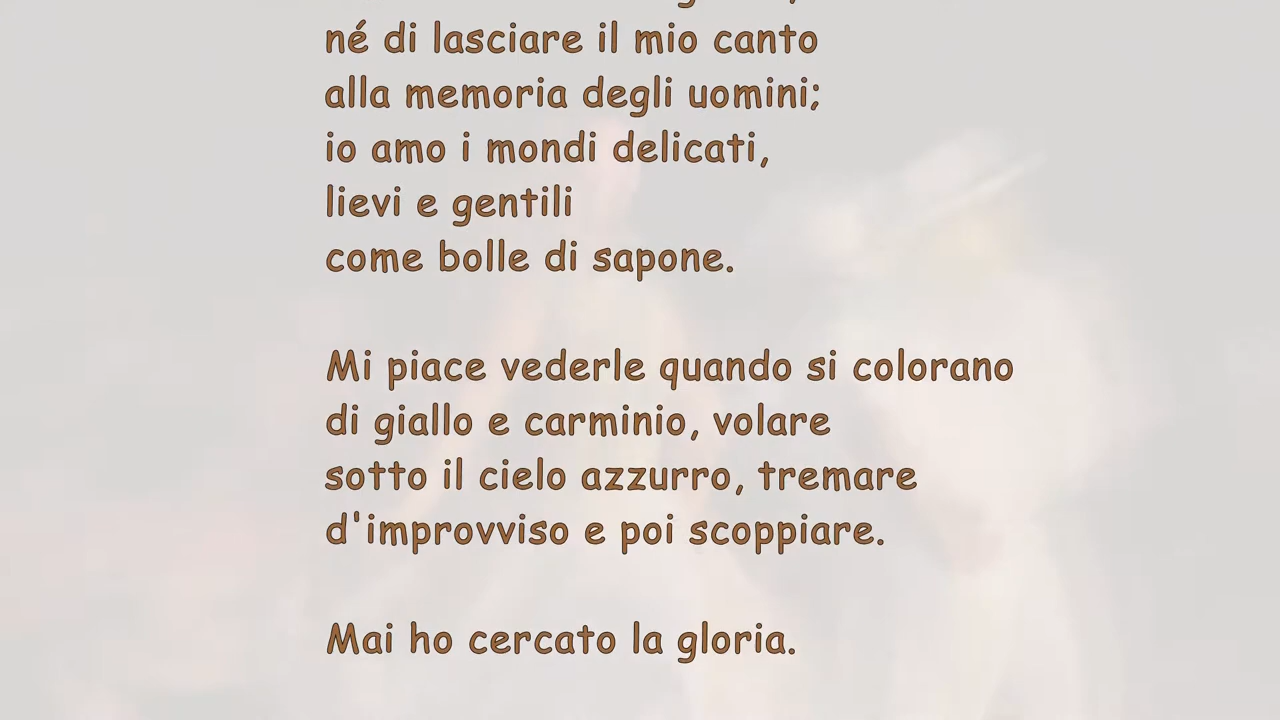 né di lasciare il mio canto
alla memoria degli uomini;
io amo i mondi delicati,
lievi e gentili
come bolle di sapone.
Mi piace vederle quando si colorano
di giallo e carminio, volare
sotto il cielo azzurro, tremare
d'improvviso e poi scoppiare.
Mai ho cercato la gloria.